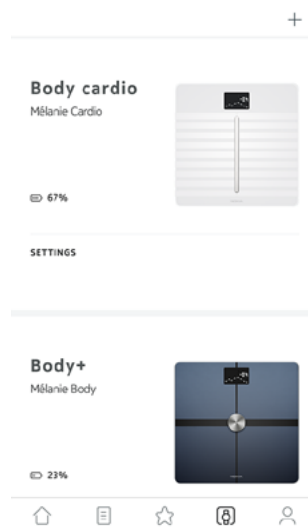 Body cardio
Mélanie Cardio
67%
SETTINGS
Body+
Mélanie Body
23%